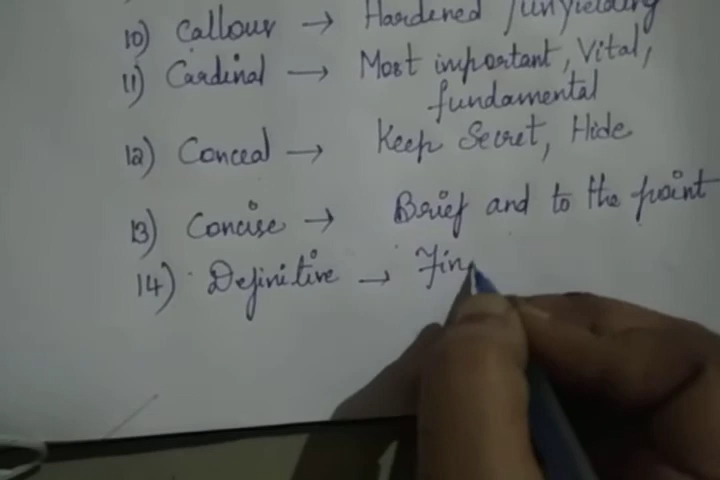 10) Callour → Hardened / unyielding
11) Cardinal → Most important, Vital,
fundamental
12) Conceal → Keep Secret, Hide
13) Concise → Brief and to the point
14) Definitive → Fin